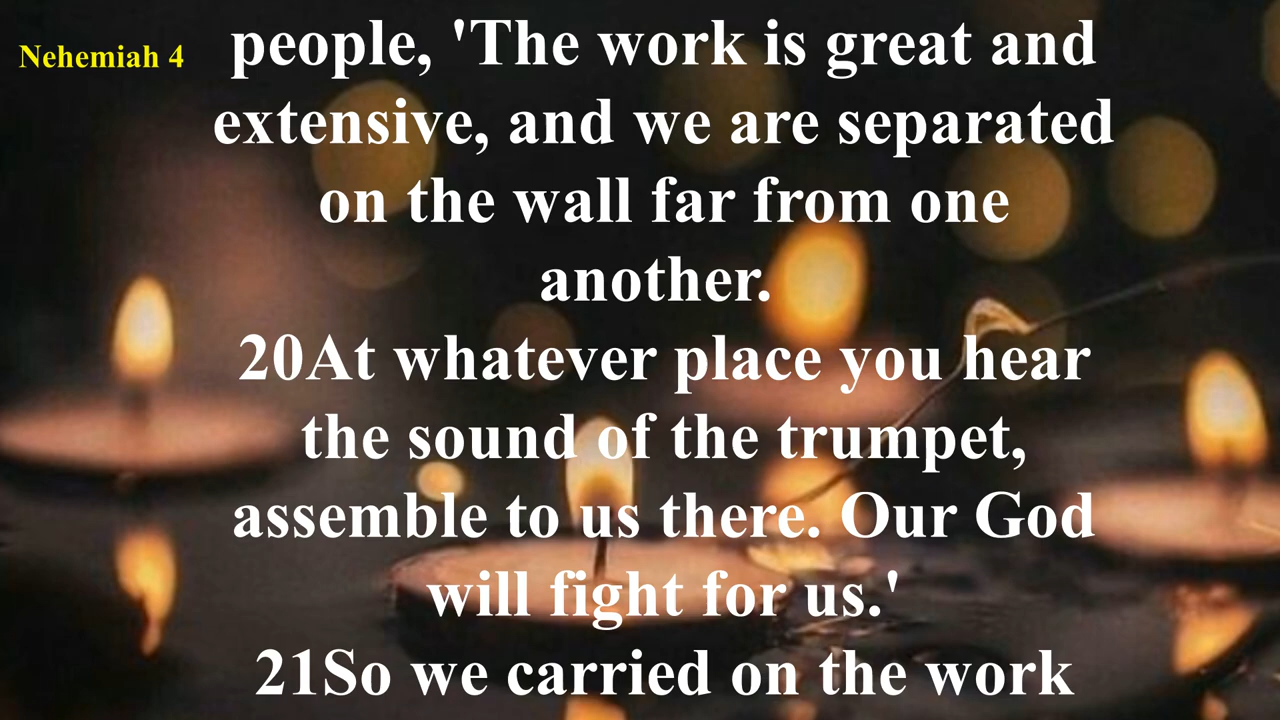 Nehemiah 4
people, 'The work is great and
extensive, and we are separated
on the wall far from one
another.
20At whatever place you hear
the sound of the trumpet,
assemble to us there. Our God
will fight for us.'
21So we carried on the work